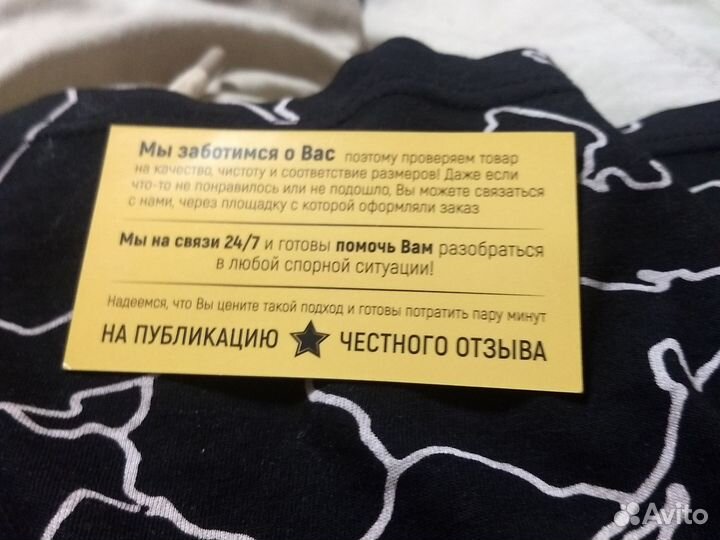 Мы заботимся о Вас поэтому проверяем товар
на качество, чистоту и соответствие размеров! Даже если
что-то не понравилось или не подошло, Вы можете связаться
с нами, через площадку с которой оформляли заказ
Мы на связи 24/7 и готовы помочь Вам разобраться
в любой спорной ситуации!
Надеемся, что Вы цените такой подход и готовы потратить пару минут
НА ПУБЛИКАЦИЮ ЧЕСТНОГО ОТЗЫВА
Avito